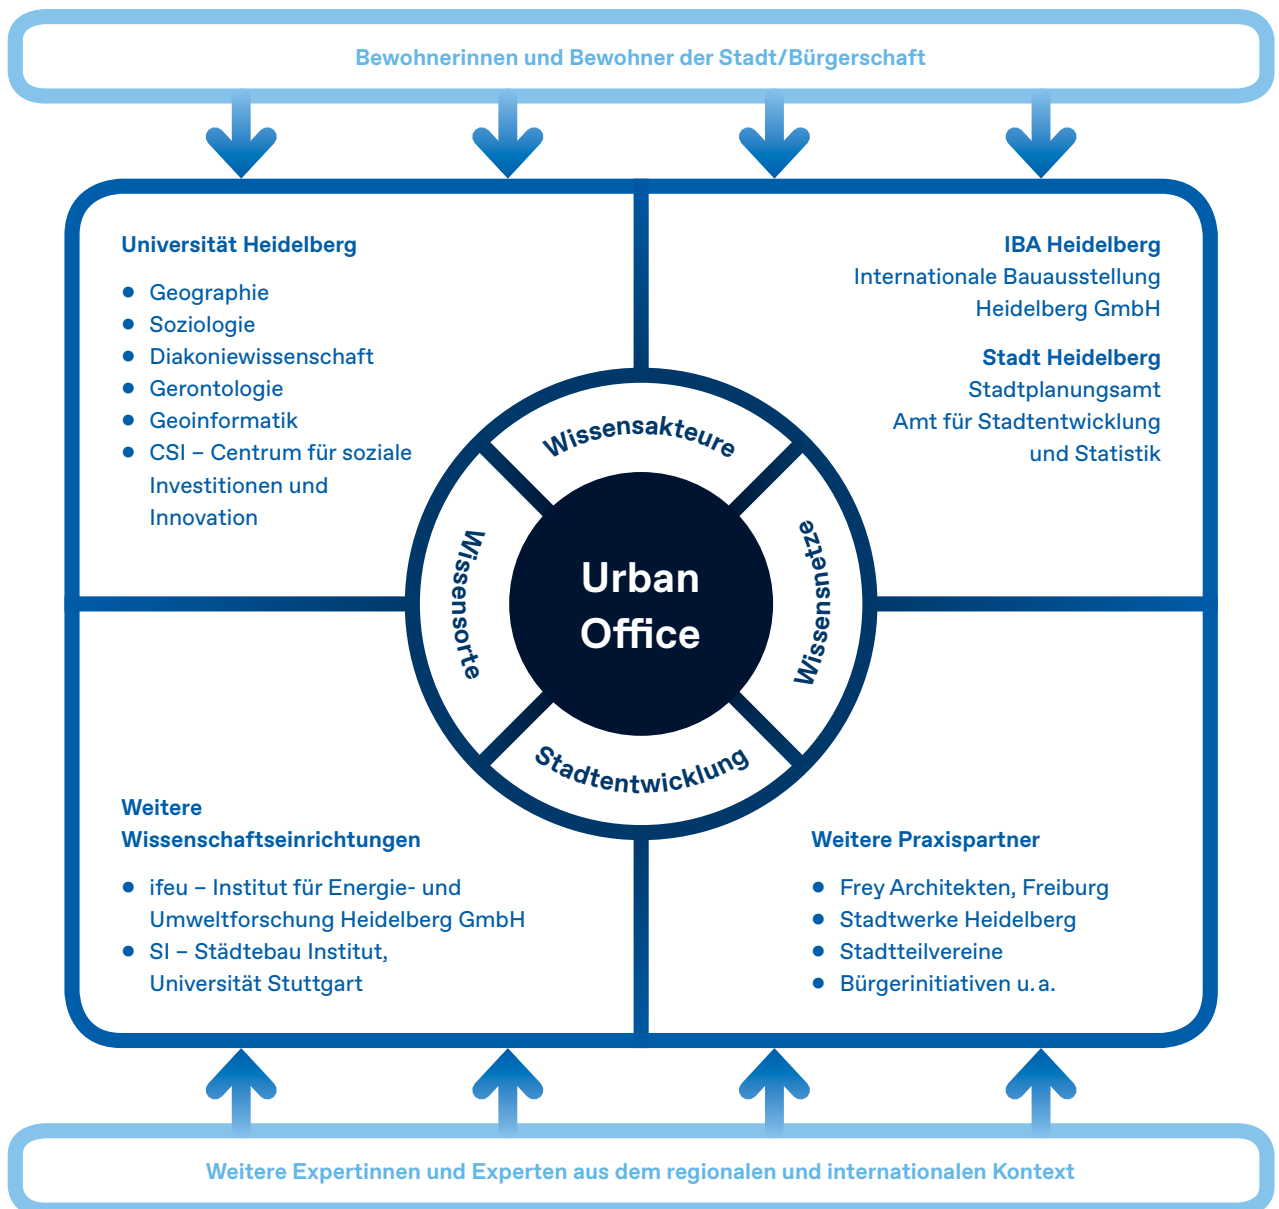 Bewohnerinnen und Bewohner der Stadt/Bürgerschaft
Universität Heidelberg
● Geographie
● Soziologie
● Diakoniewissenschaft
● Gerontologie
● Geoinformatik
● CSI – Centrum für soziale
Investitionen und
Innovation
IBA Heidelberg
Internationale Bauausstellung
Heidelberg GmbH
Stadt Heidelberg
Stadtplanungsamt
Amt für Stadtentwicklung
und Statistik
Wissensakteure
Wissensorte
Urban
Office
Wissensnetze
Stadtentwicklung
Weitere
Wissenschaftseinrichtungen
● ifeu – Institut für Energie- und
Umweltforschung Heidelberg GmbH
● SI – Städtebau Institut,
Universität Stuttgart
Weitere Praxispartner
● Frey Architekten, Freiburg
● Stadtwerke Heidelberg
● Stadtteilvereine
● Bürgerinitiativen u. a.
Weitere Expertinnen und Experten aus dem regionalen und internationalen Kontext